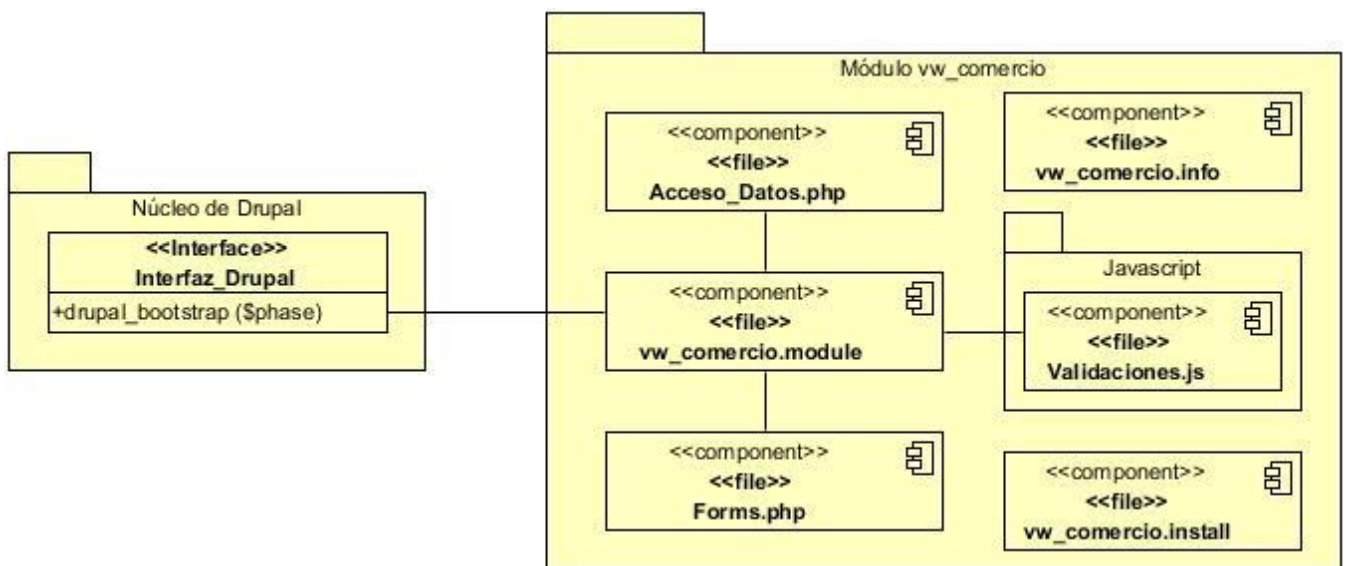 Núcleo de Drupal
<<Interface>>
Interfaz_Drupal
+drupal_bootstrap ($phase)
Módulo vw_comercio
<<component>>
<<file>>
Acceso_Datos.php
<<component>>
<<file>>
vw_comercio.info
<<component>>
<<file>>
vw_comercio.module
Javascript
<<component>>
<<file>>
Validaciones.js
<<component>>
<<file>>
Forms.php
<<component>>
<<file>>
vw_comercio.install